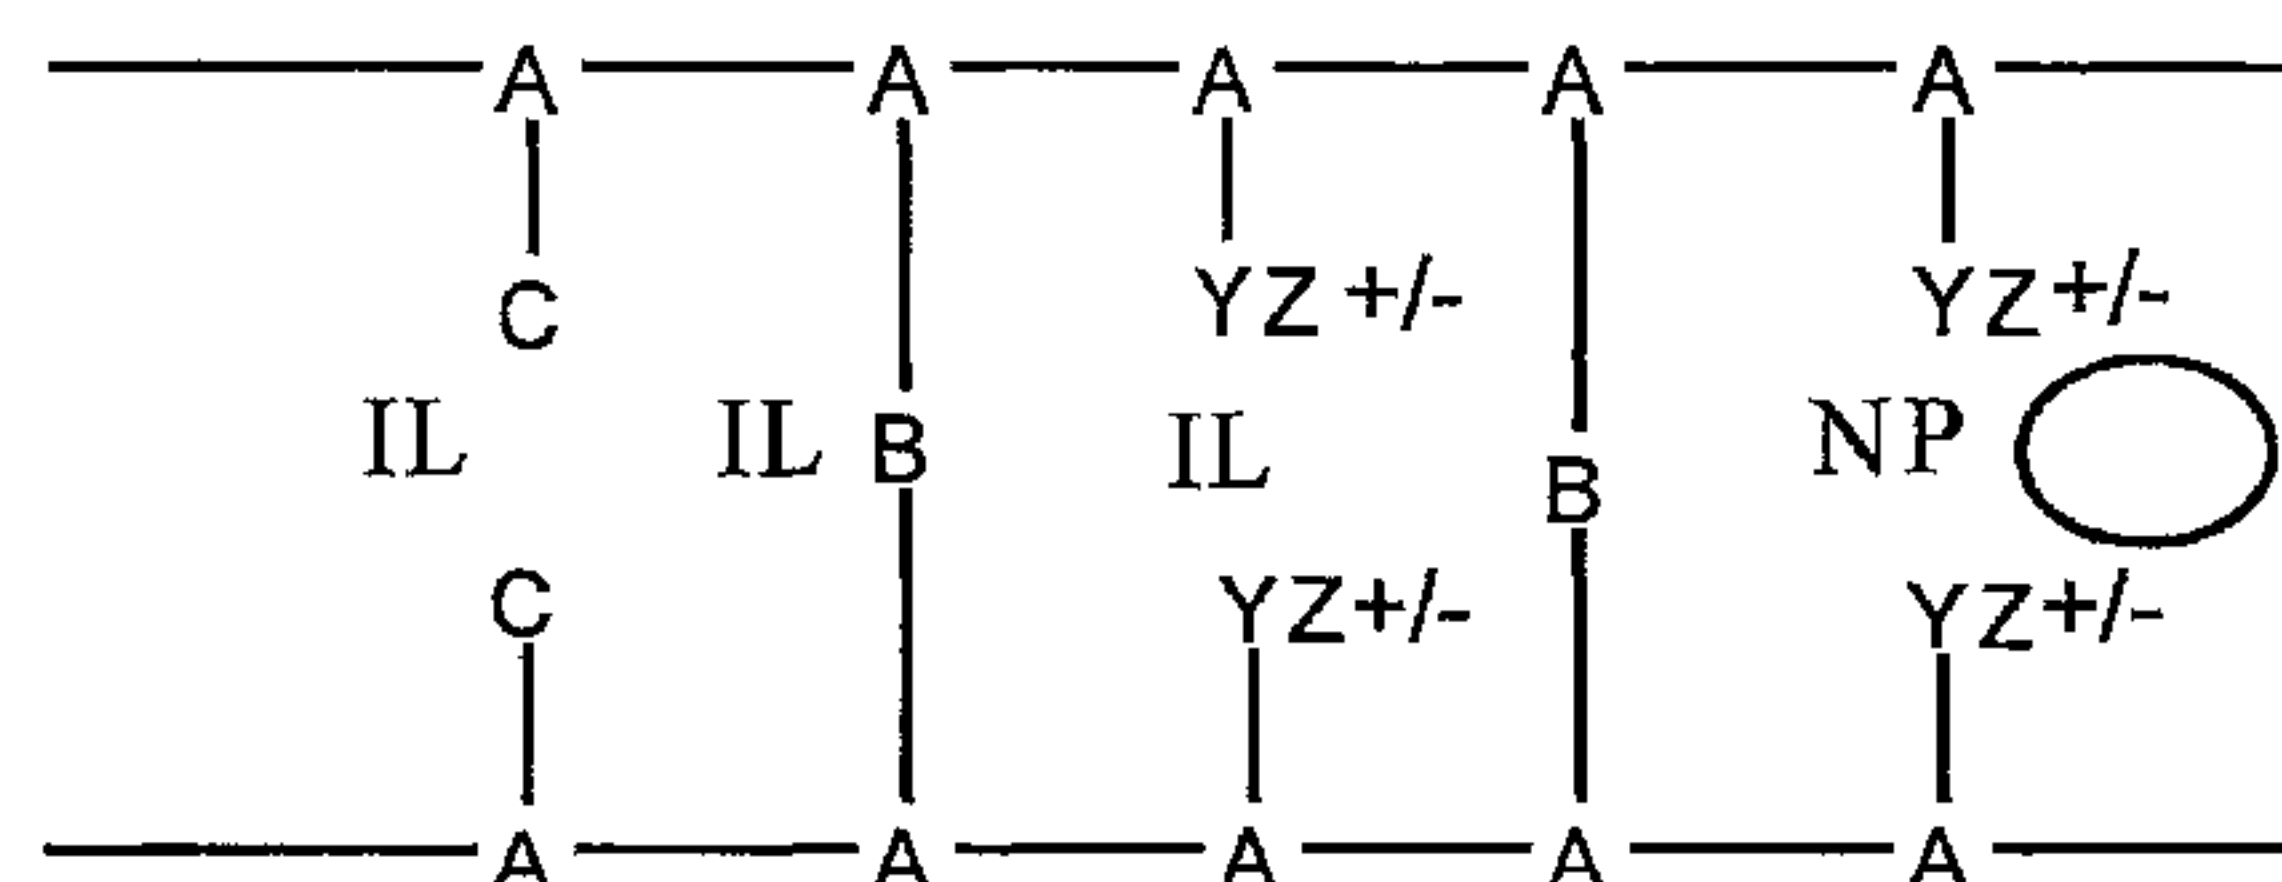 A A A A A
C YZ +/- YZ +/-
IL IL B IL B NP
C YZ+/- YZ+/-
A A A A A